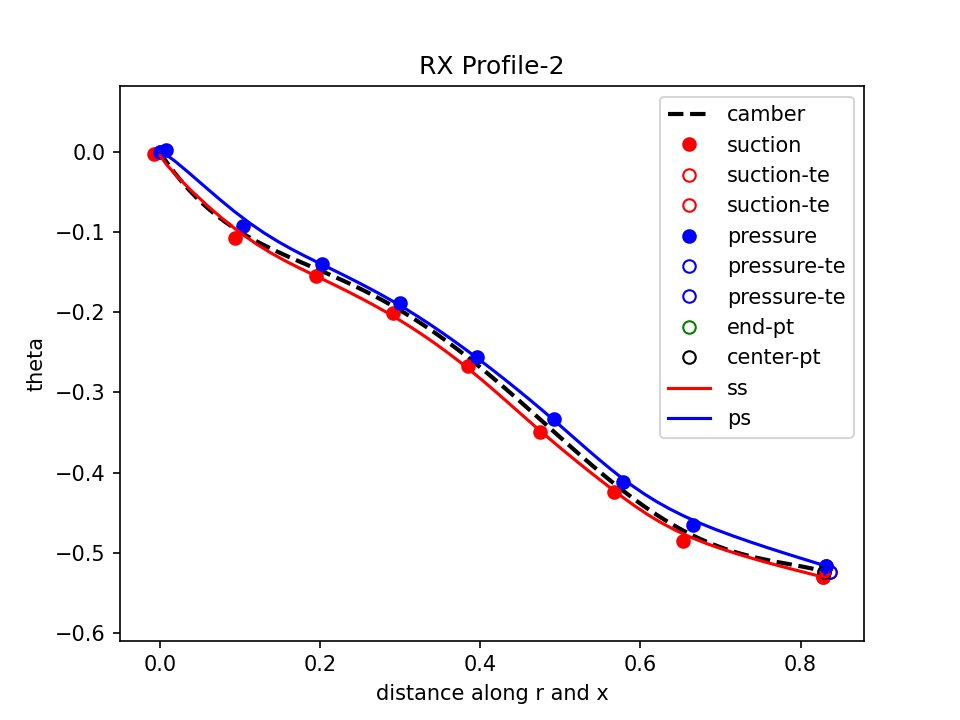 RX Profile-2
camber
suction
suction-te
suction-te
pressure
pressure-te
pressure-te
end-pt
center-pt
ss
ps
theta
0.0
−0.1
−0.2
−0.3
−0.4
−0.5
−0.6
0.0 0.2 0.4 0.6 0.8
distance along r and x